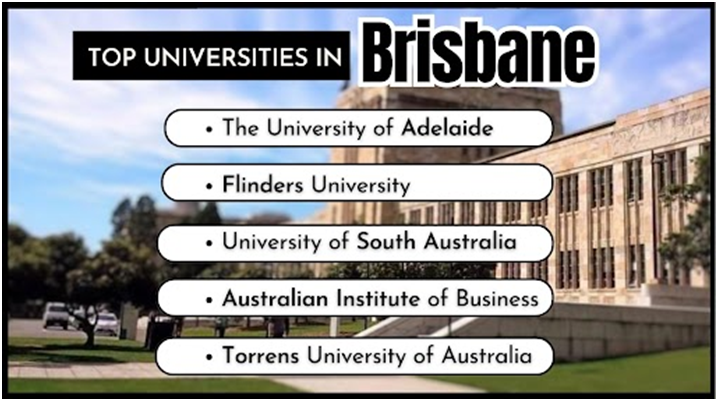 TOP UNIVERSITIES IN Brisbane
• The University of Adelaide
• Flinders University
• University of South Australia
• Australian Institute of Business
• Torrens University of Australia